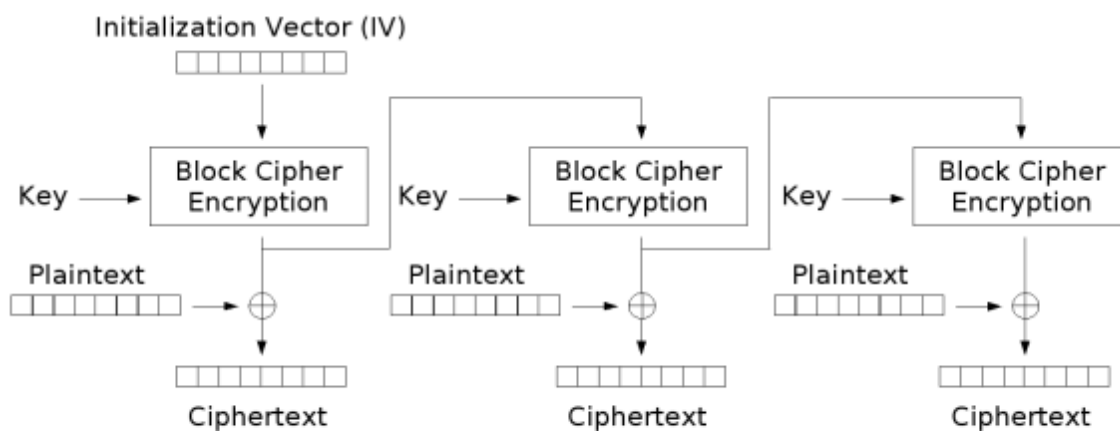 Initialization Vector (IV)
Block Cipher
Encryption
Key
Block Cipher
Encryption
Key
Block Cipher
Encryption
Key
Plaintext
Plaintext
Plaintext
Ciphertext
Ciphertext
Ciphertext